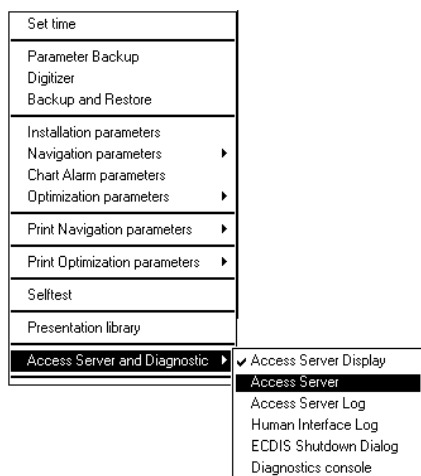 Set time
Parameter Backup
Digitizer
Backup and Restore
Installation parameters
Navigation parameters
Chart Alarm parameters
Optimization parameters
Print Navigation parameters
Print Optimization parameters
Selftest
Presentation library
Access Server and Diagnostic
Access Server Display
Access Server
Access Server Log
Human Interface Log
ECDIS Shutdown Dialog
Diagnostics console